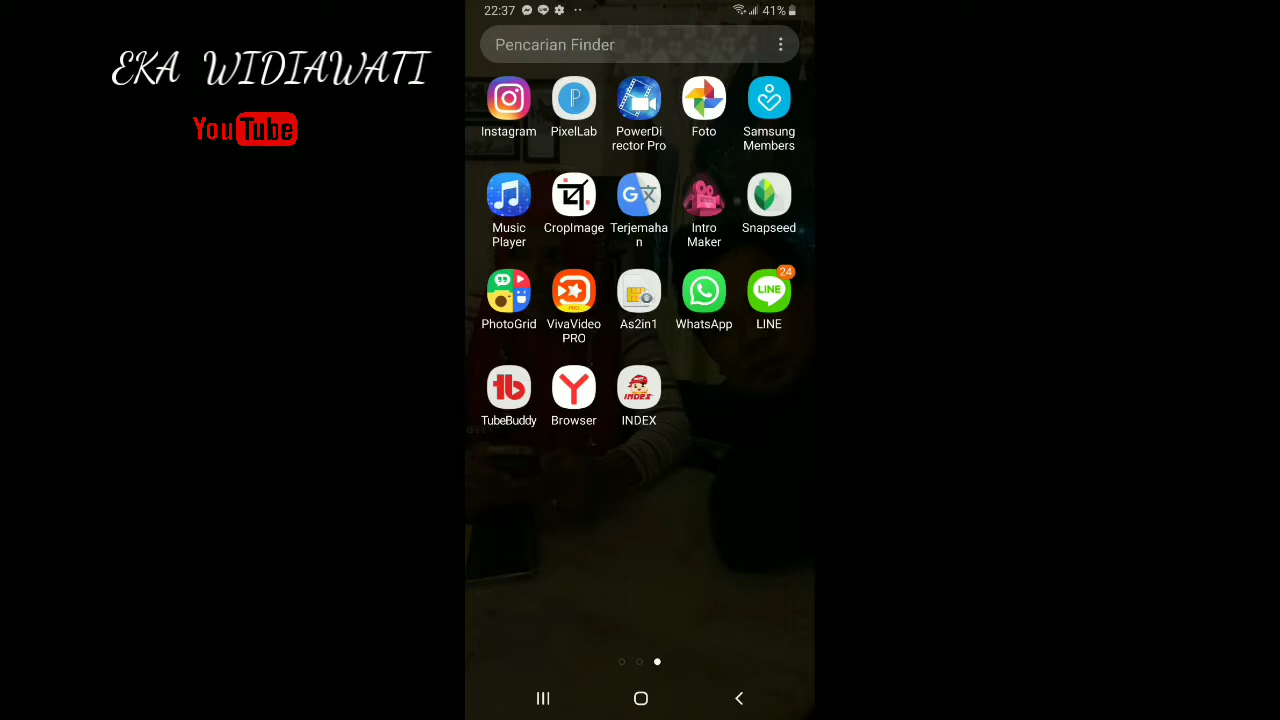 22:37 41%
EKA WIDIAWATI
YouTube
Pencarian Finder
Instagram PixelLab PowerDi Foto Samsung
rector Pro Members
Music CropImage Terjemaha Intro Snapseed
Player n Maker
24
LINE
PhotoGrid VivaVideo As2in1 WhatsApp LINE
PRO
TubeBuddy Browser INDEX